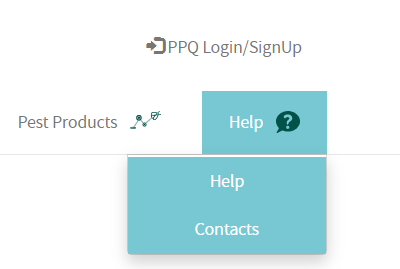 PPQ Login/SignUp
Pest Products
Help
Help
Contacts